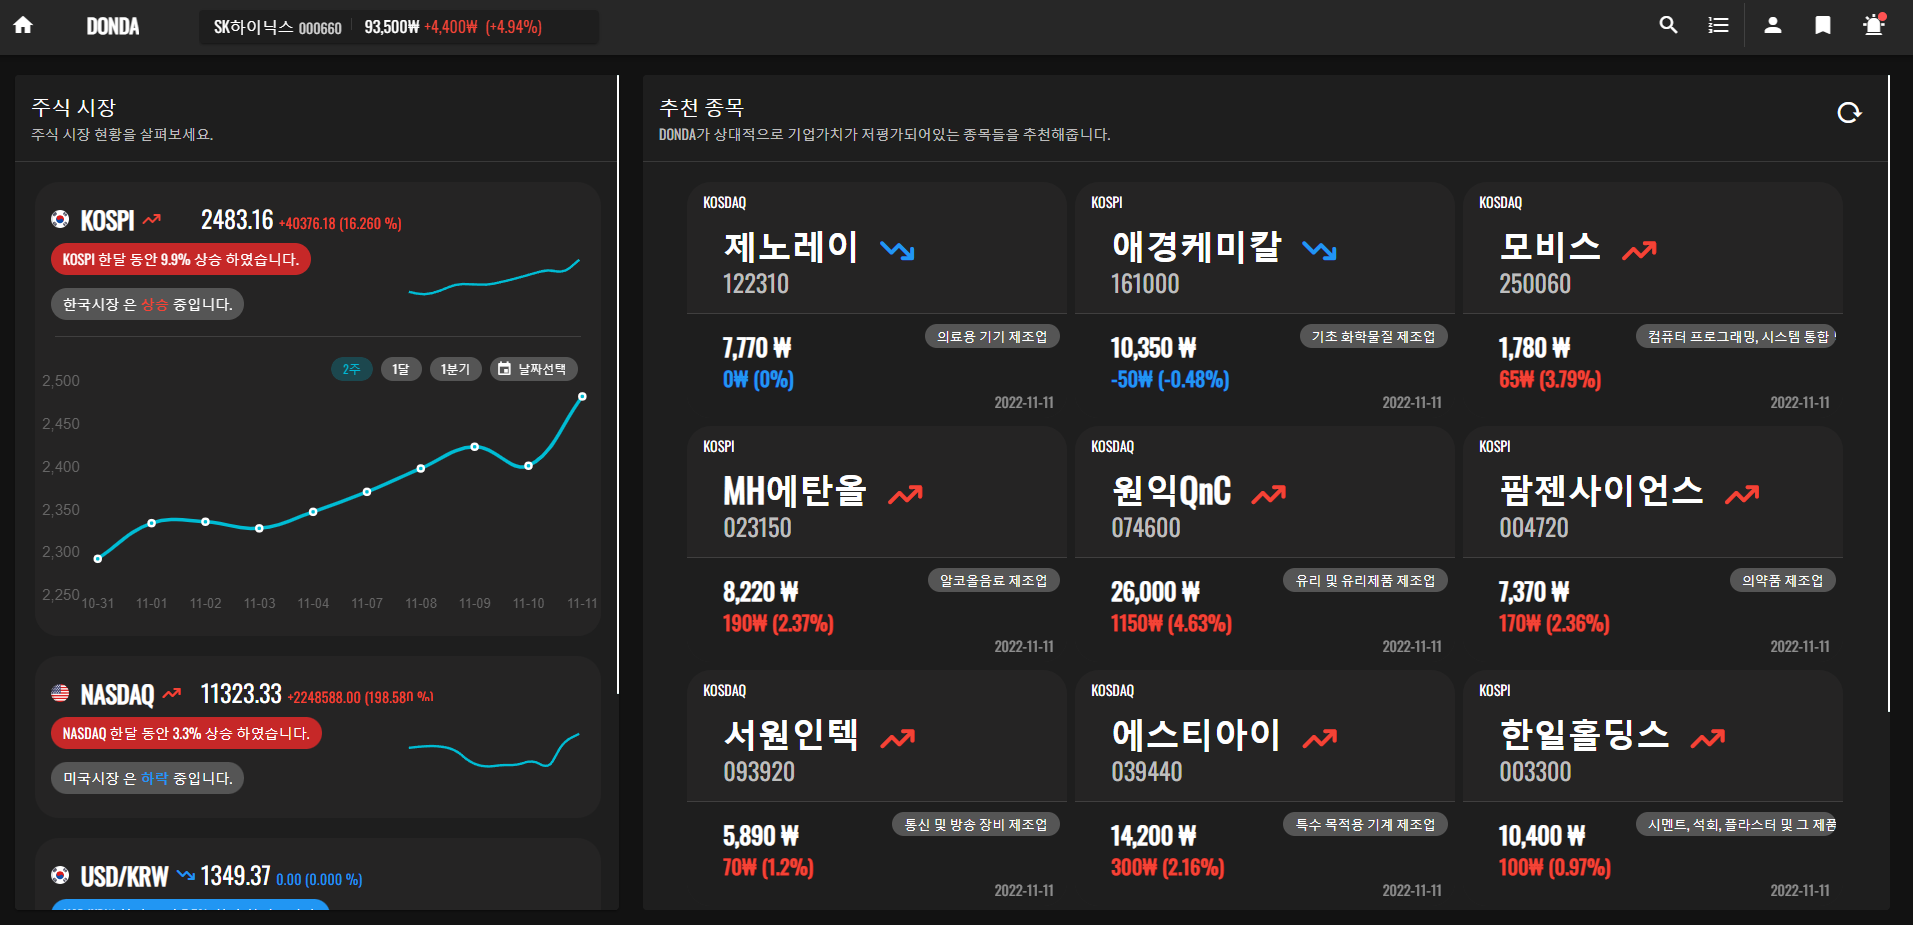 DONDA
SK하이닉스 000660 93,500₩ +4,400₩ (+4.94%)
주식 시장
주식 시장 현황을 살펴보세요.
KOSPI 2483.16 +40376.18 (16.260 %)
KOSPI 한달 동안 9.9% 상승 하였습니다.
한국시장 은 상승 중입니다.
2주 1달 1분기 날짜선택
2,500
2,450
2,400
2,350
2,300
2,250
10-31 11-01 11-02 11-03 11-04 11-07 11-08 11-09 11-10 11-11
NASDAQ 11323.33 +2248588.00 (198.580 %)
NASDAQ 한달 동안 3.3% 상승 하였습니다.
미국시장 은 하락 중입니다.
USD/KRW 1349.37 0.00 (0.000 %)
추천 종목
DONDA가 상대적으로 기업가치가 저평가되어있는 종목들을 추천해줍니다.
KOSDAQ
제노레이
122310
의료용 기기 제조업
7,770 ₩
0₩ (0%)
2022-11-11
KOSPI
애경케미칼
161000
기초 화학물질 제조업
10,350 ₩
-50₩ (-0.48%)
2022-11-11
KOSDAQ
모비스
250060
컴퓨터 프로그래밍, 시스템 통합
1,780 ₩
65₩ (3.79%)
2022-11-11
KOSPI
MH에탄올
023150
알코올음료 제조업
8,220 ₩
190₩ (2.37%)
2022-11-11
KOSDAQ
원익QnC
074600
유리 및 유리제품 제조업
26,000 ₩
1150₩ (4.63%)
2022-11-11
KOSPI
팜젠사이언스
004720
의약품 제조업
7,370 ₩
170₩ (2.36%)
2022-11-11
KOSDAQ
서원인텍
093920
통신 및 방송 장비 제조업
5,890 ₩
70₩ (1.2%)
2022-11-11
KOSDAQ
에스티아이
039440
특수 목적용 기계 제조업
14,200 ₩
300₩ (2.16%)
2022-11-11
KOSPI
한일홀딩스
003300
시멘트, 석회, 플라스터 및 그 제품
10,400 ₩
100₩ (0.97%)
2022-11-11